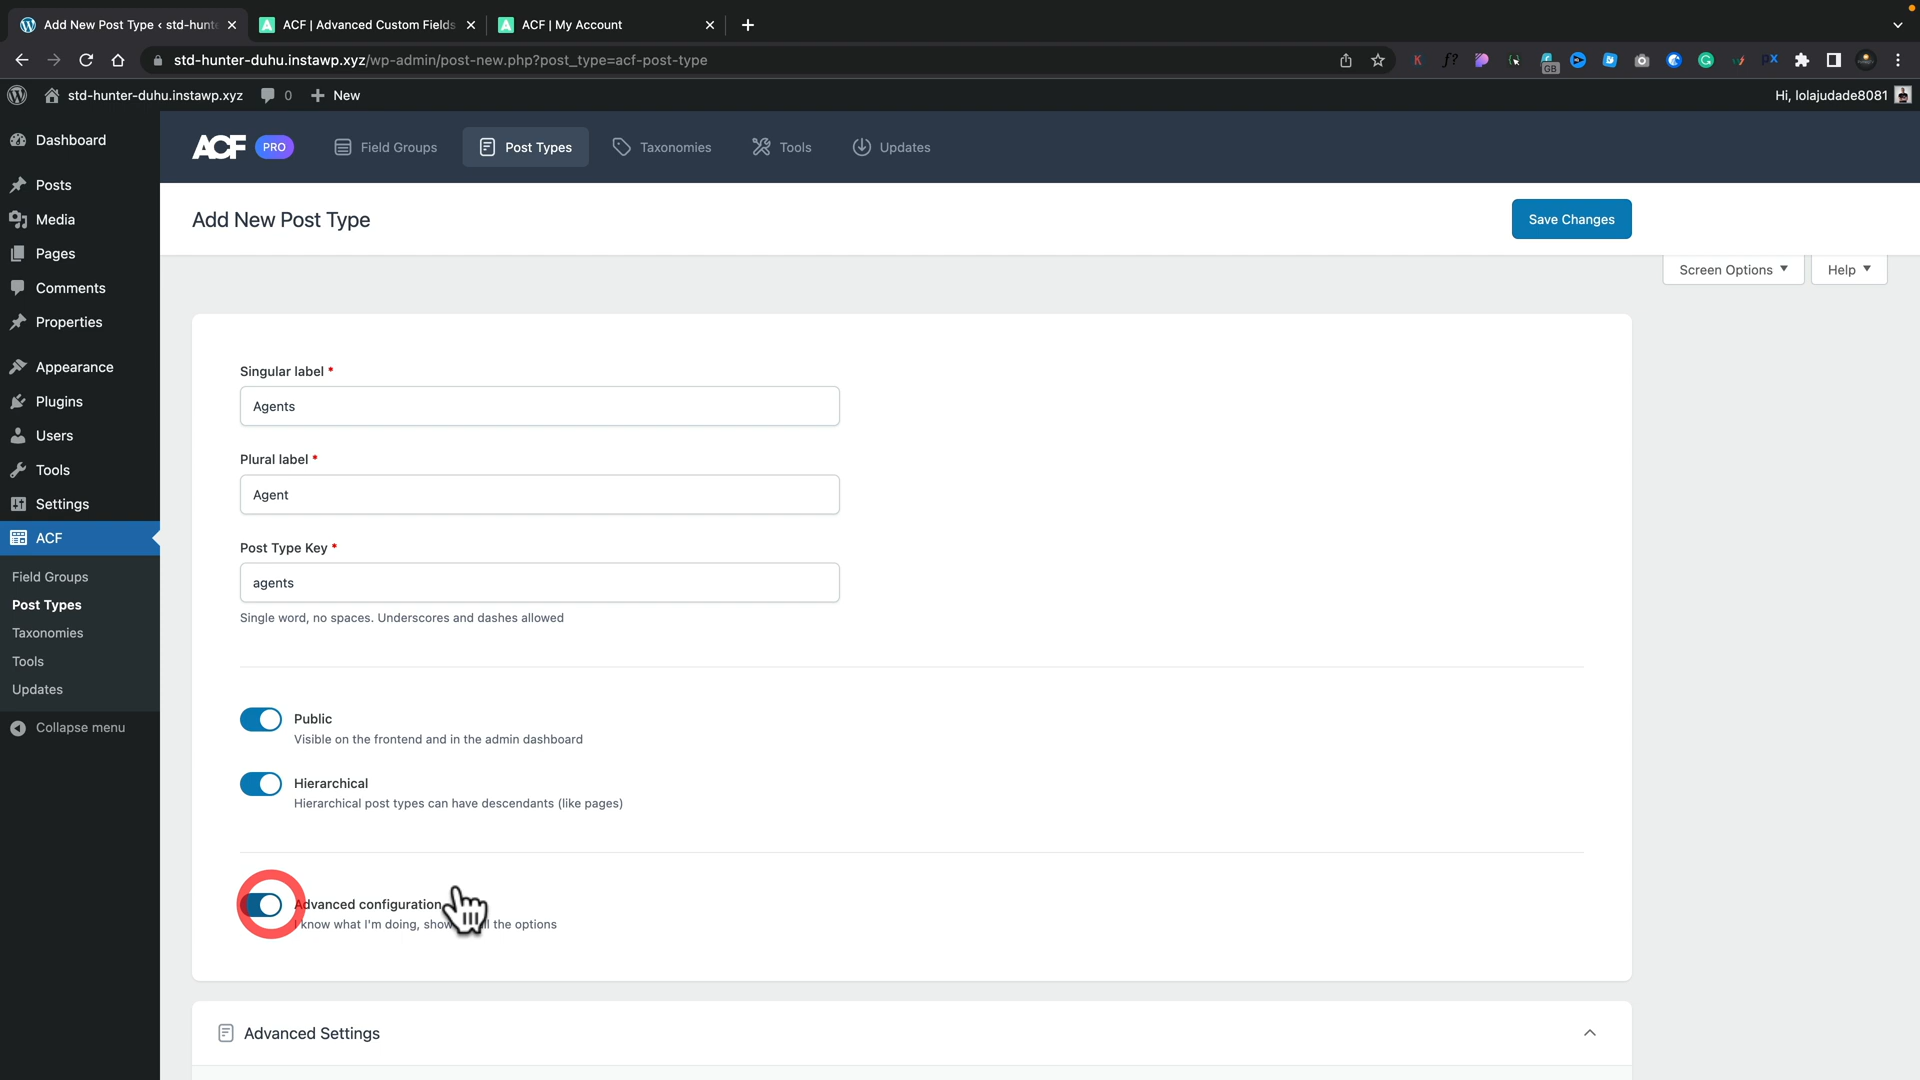 Add New Post Type < std-hunte
ACF | Advanced Custom Fields
ACF | My Account
std-hunter-duhu.instawp.xyz/wp-admin/post-new.php?post_type=acf-post-type
std-hunter-duhu.instawp.xyz
0
New
Hi, lolajudade8081
Dashboard
Posts
Media
Pages
Comments
Properties
Appearance
Plugins
Users
Tools
Settings
ACF
Field Groups
Post Types
Taxonomies
Tools
Updates
Collapse menu
ACF PRO
Field Groups
Post Types
Taxonomies
Tools
Updates
Add New Post Type
Save Changes
Screen Options
Help
Singular label *
Agents
Plural label *
Agent
Post Type Key *
agents
Single word, no spaces. Underscores and dashes allowed
Public
Visible on the frontend and in the admin dashboard
Hierarchical
Hierarchical post types can have descendants (like pages)
Advanced configuration
I know what I'm doing, show the options
Advanced Settings